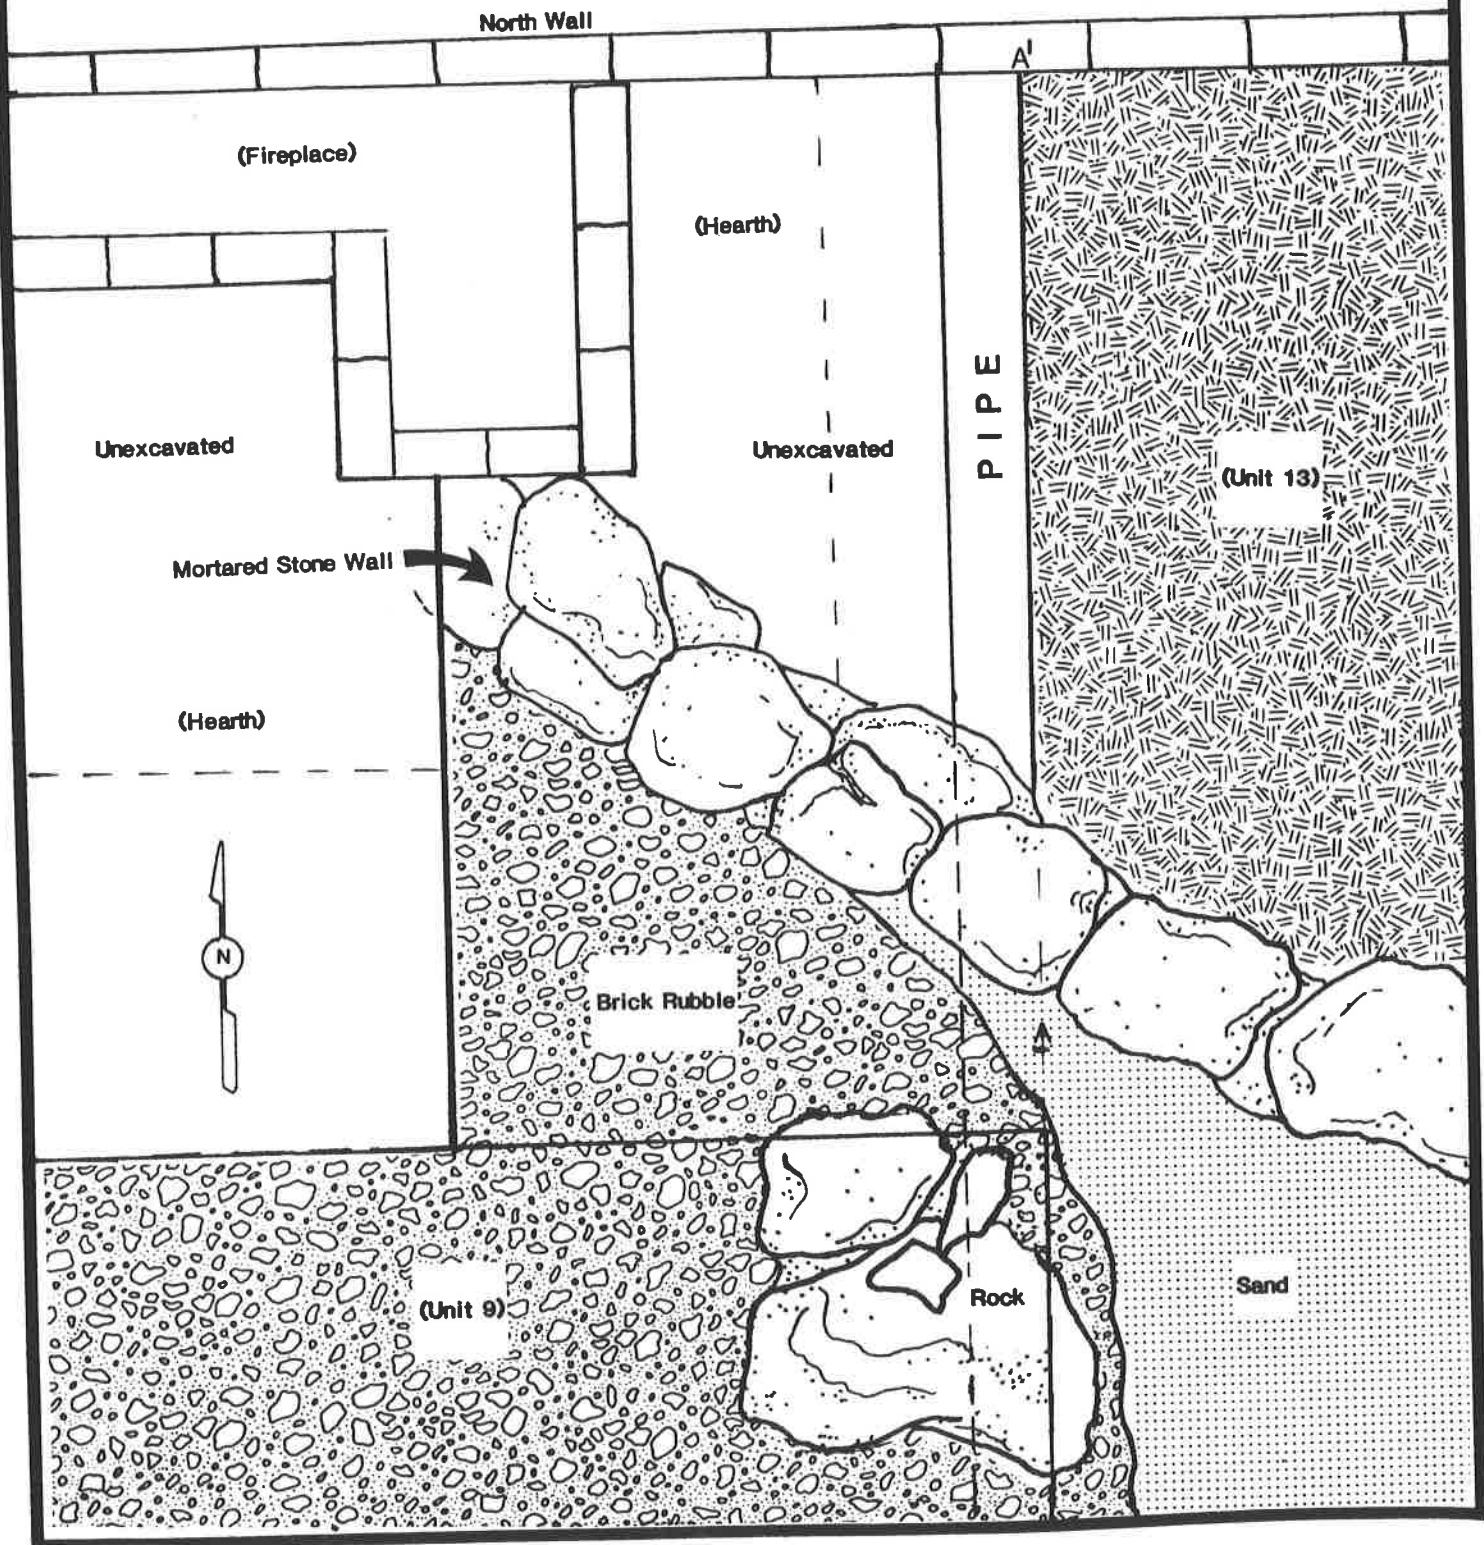 North Wall
A'
(Fireplace)
(Hearth)
PIPE
Unexcavated
Unexcavated
(Unit 13)
Mortared Stone Wall
(Hearth)
N
Brick Rubble
(Unit 9)
Rock
Sand